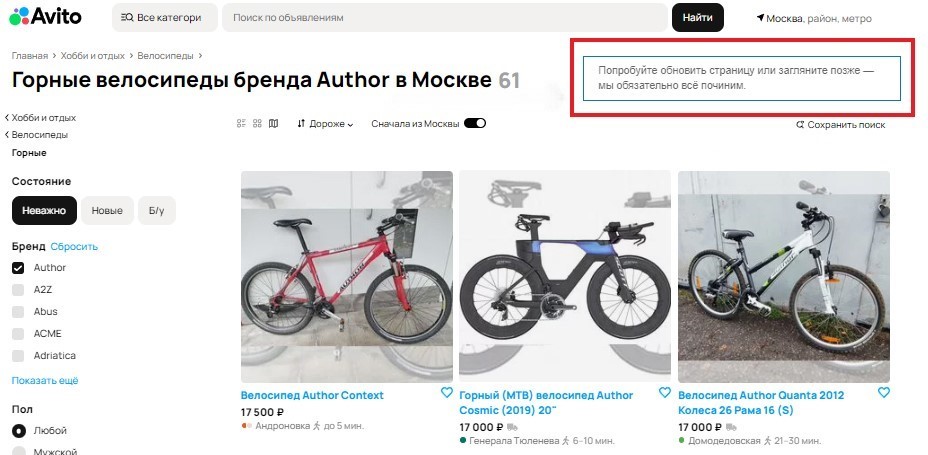 Avito
Все категори
Поиск по объявлениям
Найти
Москва, район, метро
Главная > Хобби и отдых > Велосипеды >
Горные велосипеды бренда Author в Москве 61
Попробуйте обновить страницу или загляните позже —
мы обязательно всё починим.
Дороже
Сначала из Москвы
Сохранить поиск
Хобби и отдых
Велосипеды
Горные
Состояние
Неважно
Новые
Б/у
Бренд Сбросить
Author
A2Z
Abus
ACME
Adriatica
Показать ещё
Пол
Любой
Мужской
Велосипед Author Context
17 500 ₽
Андроновка до 5 мин.
Горный (MTB) велосипед Author
Cosmic (2019) 20"
17 000 ₽
Генерала Тюленева 6–10 мин.
Велосипед Author Quanta 2012
Колеса 26 Рама 16 (S)
17 000 ₽
Домодедовская 21–30 мин.